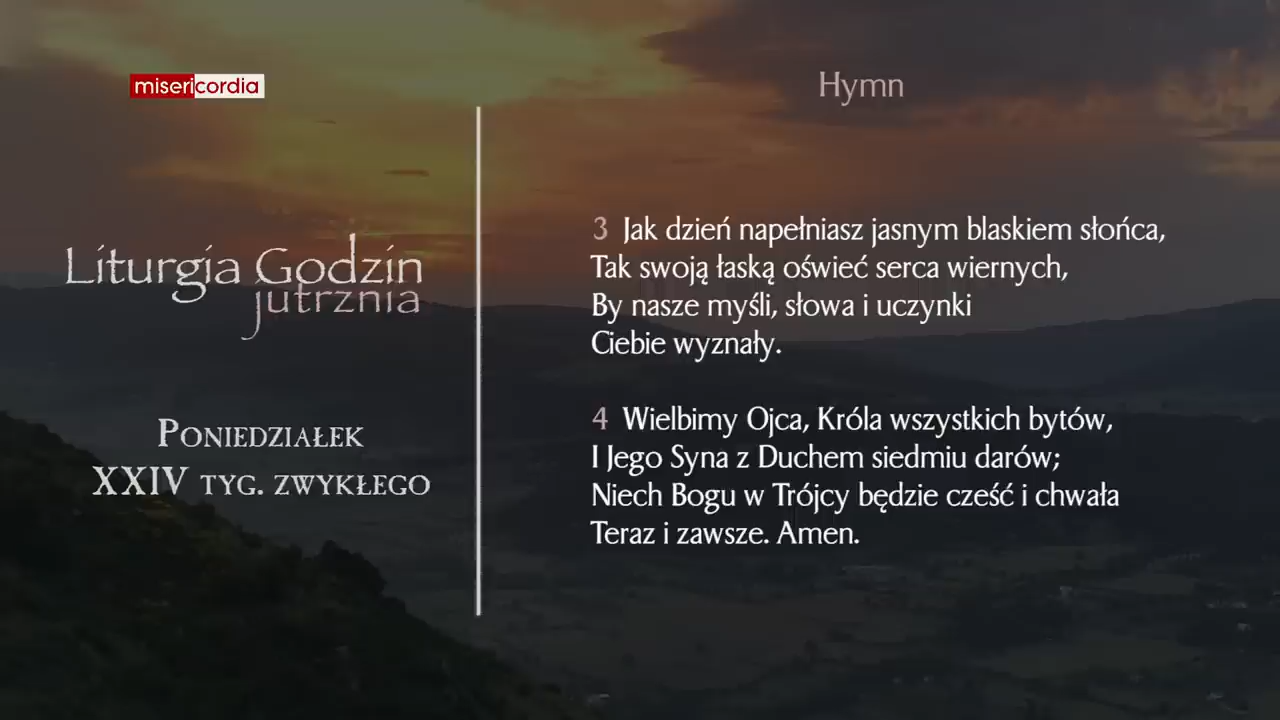 misericordia
Liturgia Godzin
jutrznia
Poniedziałek
XXIV tyg. zwykłego
Hymn
3 Jak dzień napełniasz jasnym blaskiem słońca,
Tak swoją łaską oświeć serca wiernych,
By nasze myśli, słowa i uczynki
Ciebie wyznały.
4 Wielbimy Ojca, Króla wszystkich bytów,
I Jego Syna z Duchem siedmiu darów;
Niech Bogu w Trójcy będzie cześć i chwała
Teraz i zawsze. Amen.